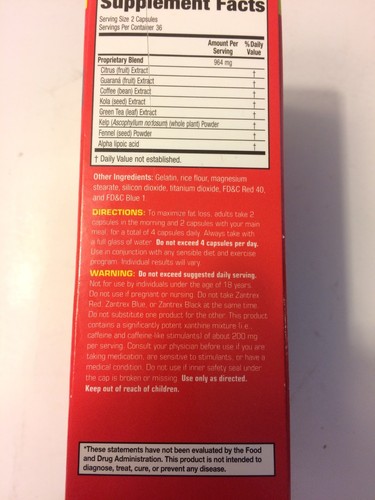 Supplement Facts
Serving Size 2 Capsules
Servings Per Container 36
Amount Per Serving % Daily Value
Proprietary Blend 964 mg
Citrus (fruit) Extract †
Guaraná (fruit) Extract †
Coffee (bean) Extract †
Kola (seed) Extract †
Green Tea (leaf) Extract †
Kelp (Ascophyllum nodosum) (whole plant) Powder †
Fennel (seed) Powder †
Alpha lipoic acid †
† Daily Value not established.
Other Ingredients: Gelatin, rice flour, magnesium
stearate, silicon dioxide, titanium dioxide, FD&C Red 40,
and FD&C Blue 1.
DIRECTIONS: To maximize fat loss, adults take 2
capsules in the morning and 2 capsules with your main
meal, for a total of 4 capsules daily. Always take with
a full glass of water. Do not exceed 4 capsules per day.
Use in conjunction with any sensible diet and exercise
program. Individual results will vary.
WARNING: Do not exceed suggested daily serving.
Not for use by individuals under the age of 18 years.
Do not use if pregnant or nursing. Do not take Zantrex
Red, Zantrex Blue, or Zantrex Black at the same time.
Do not substitute one product for the other. This product
contains a significantly potent xanthine mixture (i.e.
caffeine and caffeine-like stimulants) of about 200 mg
per serving. Consult your physician before use if you are
taking medication, are sensitive to stimulants, or have a
medical condition. Do not use if inner safety seal under
the cap is broken or missing. Use only as directed.
Keep out of reach of children.
*These statements have not been evaluated by the Food
and Drug Administration. This product is not intended to
diagnose, treat, cure, or prevent any disease.